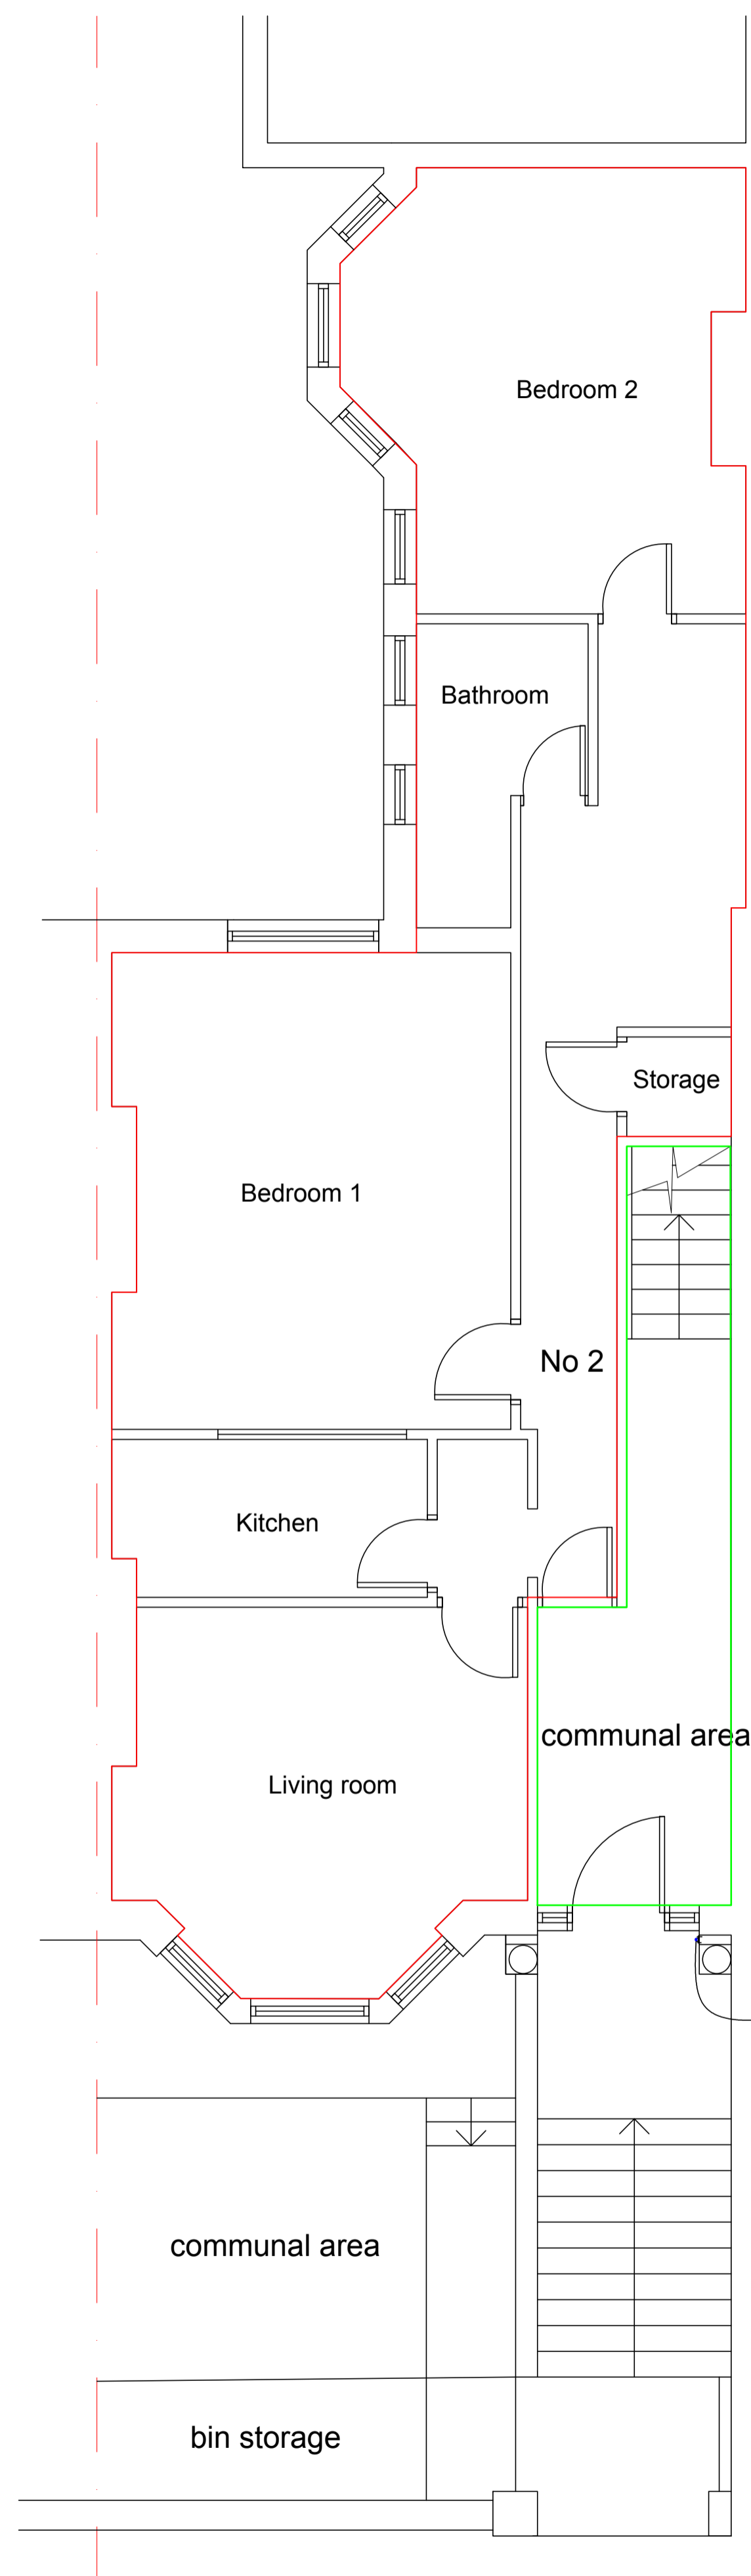 Bedroom 2
Bathroom
Storage
Bedroom 1
No 2
Kitchen
communal area
Living room
communal area
bin storage